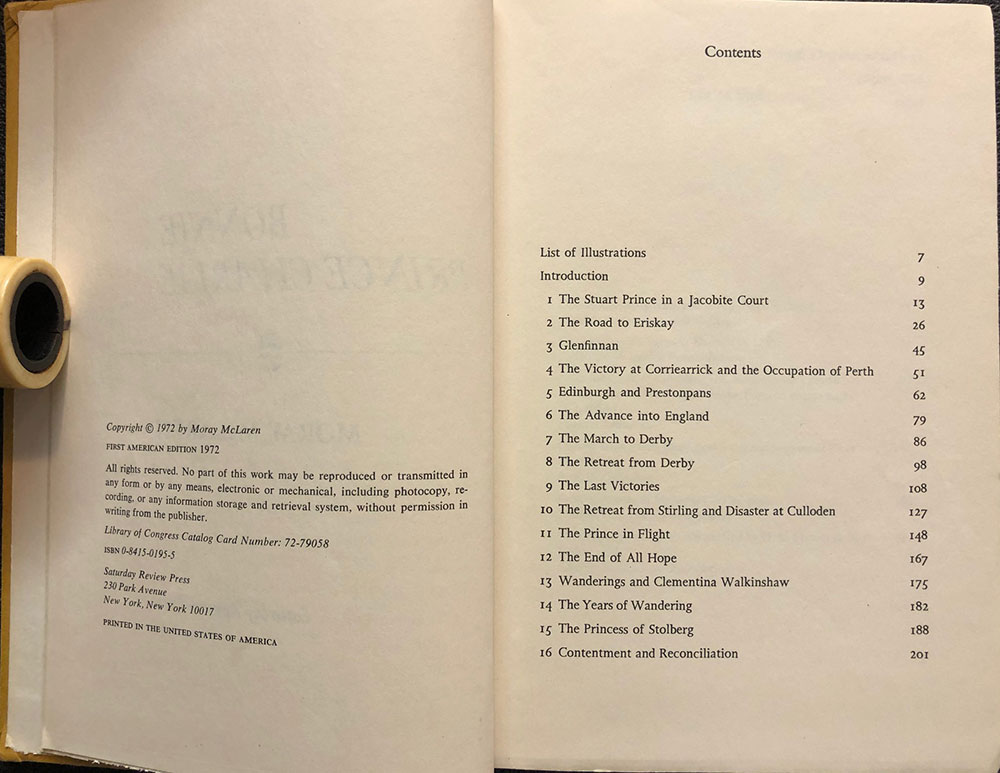 Copyright © 1972 by Moray McLaren
FIRST AMERICAN EDITION 1972
All rights reserved. No part of this work may be reproduced or transmitted in
any form or by any means, electronic or mechanical, including photocopy, re-
cording, or any information storage and retrieval system, without permission in
writing from the publisher.
Library of Congress Catalog Card Number: 72-79058
ISBN 0-8415-0195-5
Saturday Review Press
230 Park Avenue
New York, New York 10017
PRINTED IN THE UNITED STATES OF AMERICA
Contents
List of Illustrations 7
Introduction 9
1 The Stuart Prince in a Jacobite Court 13
2 The Road to Eriskay 26
3 Glenfinnan 45
4 The Victory at Corriearrick and the Occupation of Perth 51
5 Edinburgh and Prestonpans 62
6 The Advance into England 79
7 The March to Derby 86
8 The Retreat from Derby 98
9 The Last Victories 108
10 The Retreat from Stirling and Disaster at Culloden 127
11 The Prince in Flight 148
12 The End of All Hope 167
13 Wanderings and Clementina Walkinshaw 175
14 The Years of Wandering 182
15 The Princess of Stolberg 188
16 Contentment and Reconciliation 201